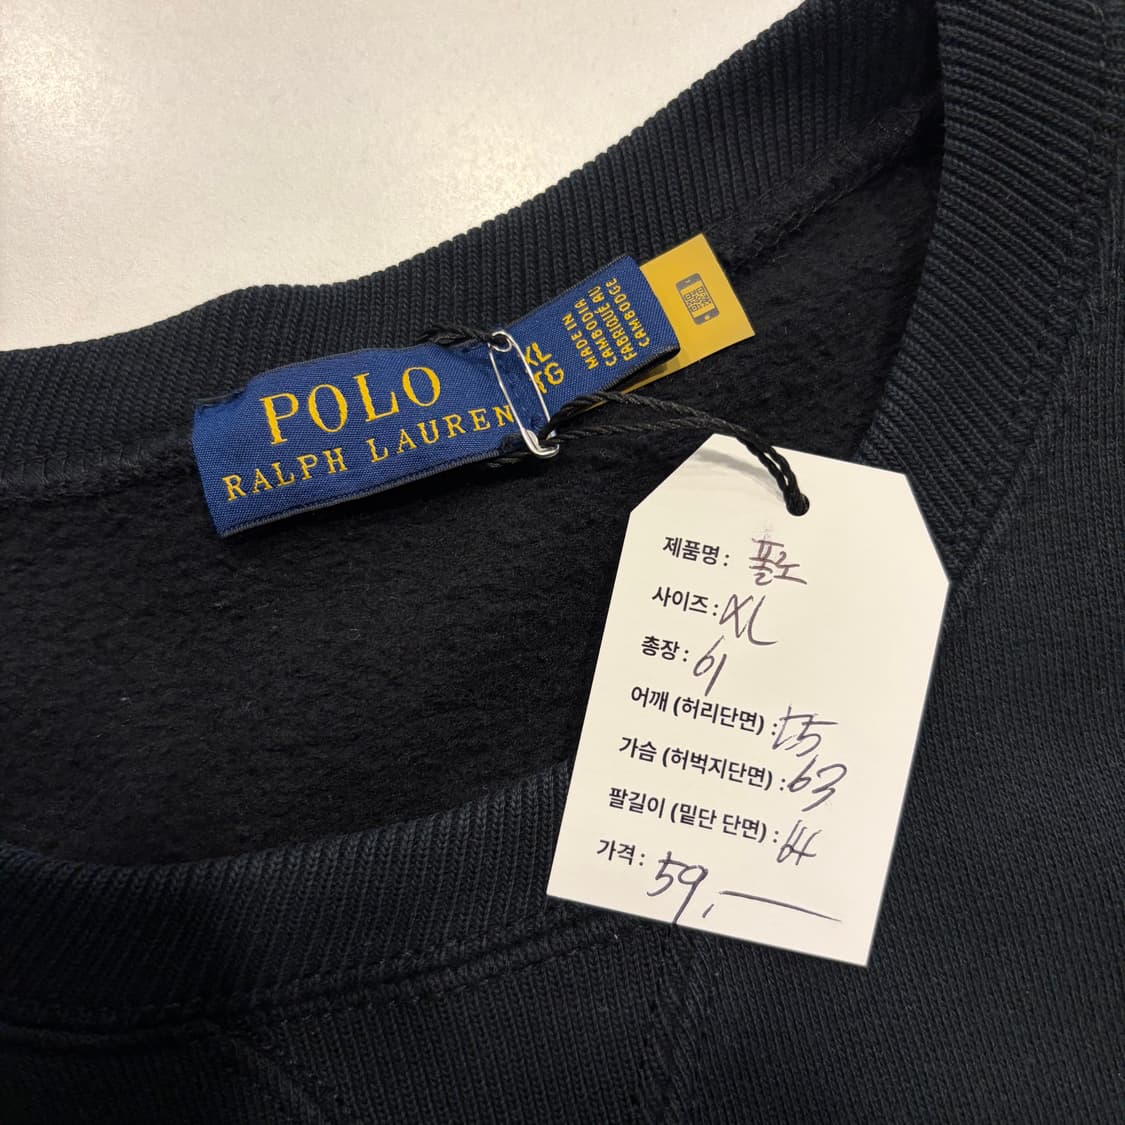 POLO
RALPH LAUREN
XL
TG
MADE IN
CAMBODIA
FABRIQUÉ AU
CAMBODGE
제품명 : 폴로
사이즈 : XL
총장 : 61
어깨 (허리단면) : 55
가슴 (허벅지단면) : 63
팔길이 (밑단 단면) : 64
가격 : 59,—